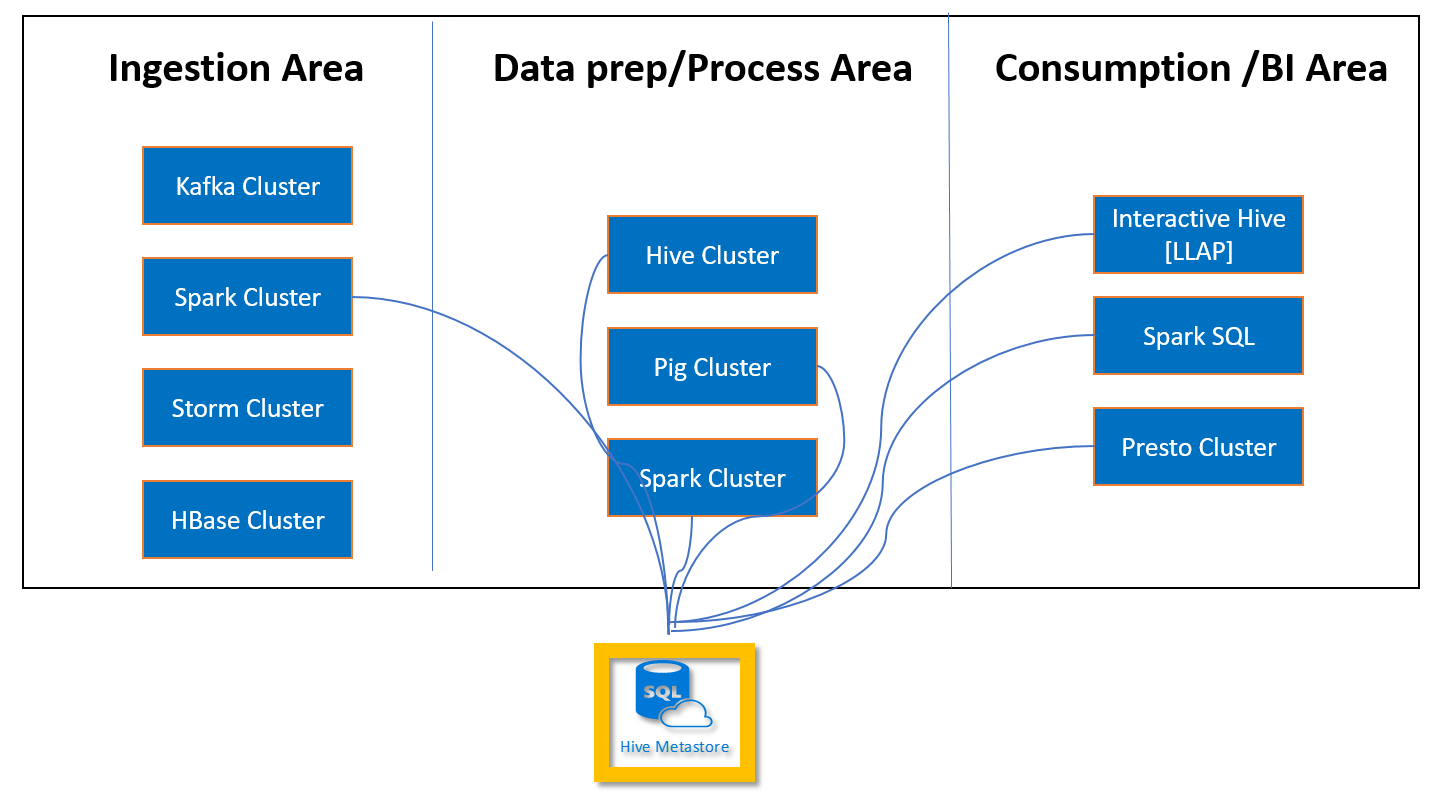 Ingestion Area
Data prep/Process Area
Consumption /BI Area
Kafka Cluster
Spark Cluster
Storm Cluster
HBase Cluster
Hive Cluster
Pig Cluster
Spark Cluster
Interactive Hive
[LLAP]
Spark SQL
Presto Cluster
SQL
Hive Metastore